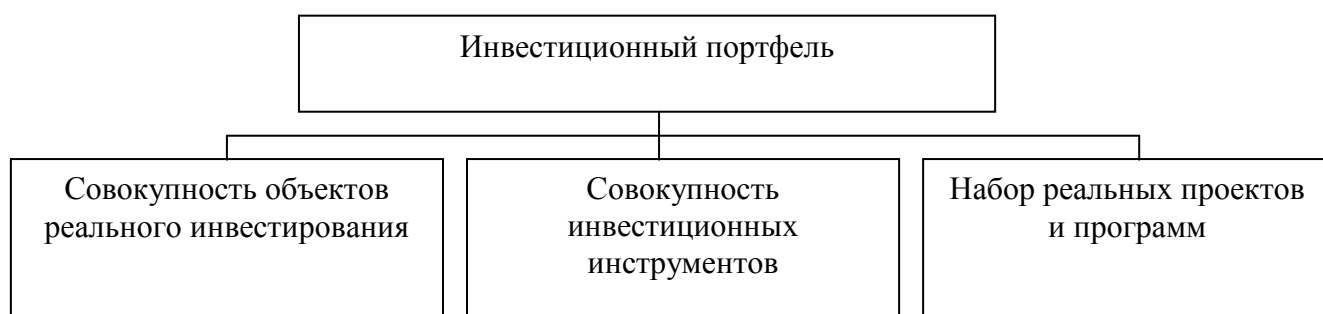 Инвестиционный портфель
Совокупность объектов
реального инвестирования
Совокупность
инвестиционных
инструментов
Набор реальных проектов
и программ